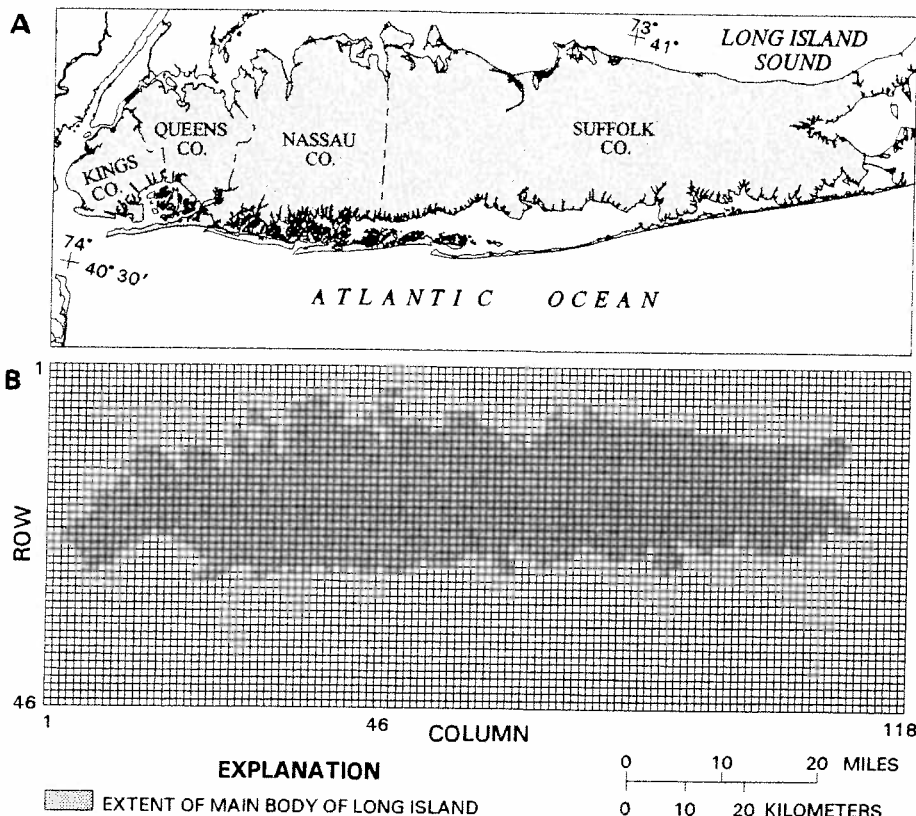 A
73°
41°
LONG ISLAND
SOUND
QUEENS
CO.
NASSAU
CO.
SUFFOLK
CO.
KINGS
CO.
74°
40° 30'
ATLANTIC OCEAN
B
1
ROW
46
1
46
118
COLUMN
EXPLANATION
EXTENT OF MAIN BODY OF LONG ISLAND
0 10 20 MILES
0 10 20 KILOMETERS